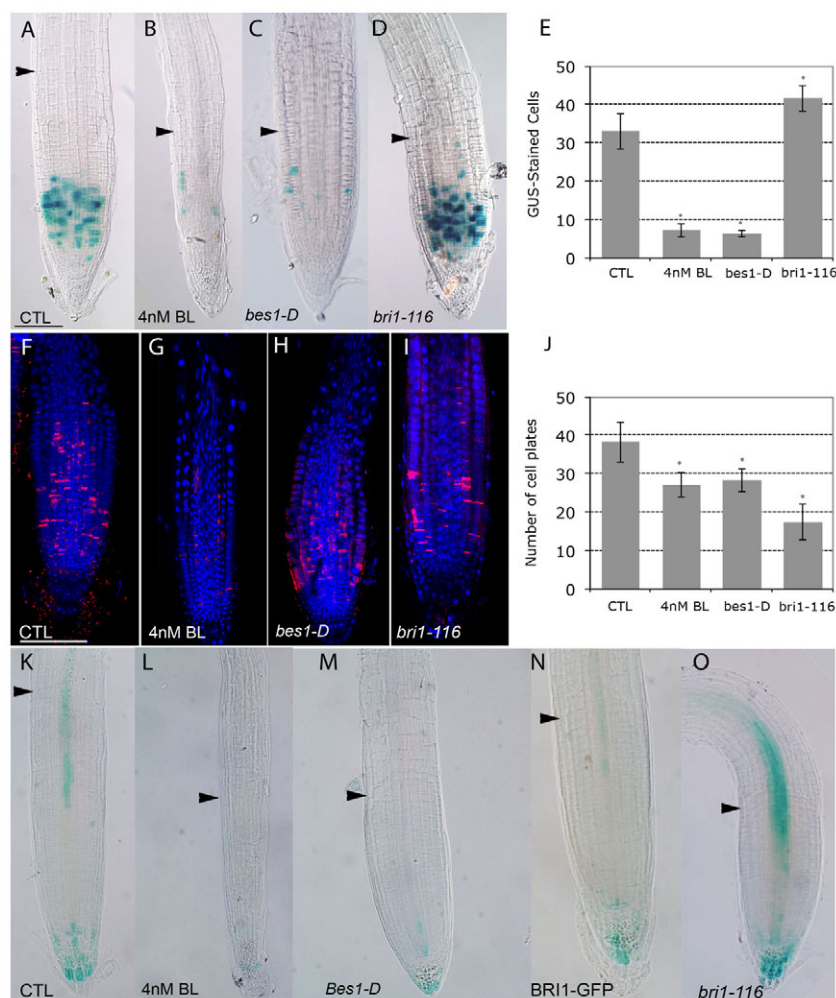 A
B
C
D
CTL
4nM BL
bes1-D
bri1-116
E
GUS-Stained Cells
50
40
30
20
10
0
*
*
*
CTL
4nM BL
bes1-D
bri1-116
F
G
H
I
CTL
4nM BL
bes1-D
bri1-116
J
Number of cell plates
50
40
30
20
10
0
*
*
*
CTL
4nM BL
bes1-D
bri1-116
K
L
M
N
O
CTL
4nM BL
Bes1-D
BRI1-GFP
bri1-116